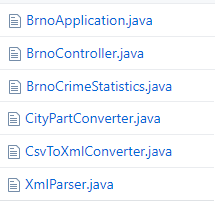 BrnoApplication.java
BrnoController.java
BrnoCrimeStatistics.java
CityPartConverter.java
CsvToXmlConverter.java
XmlParser.java